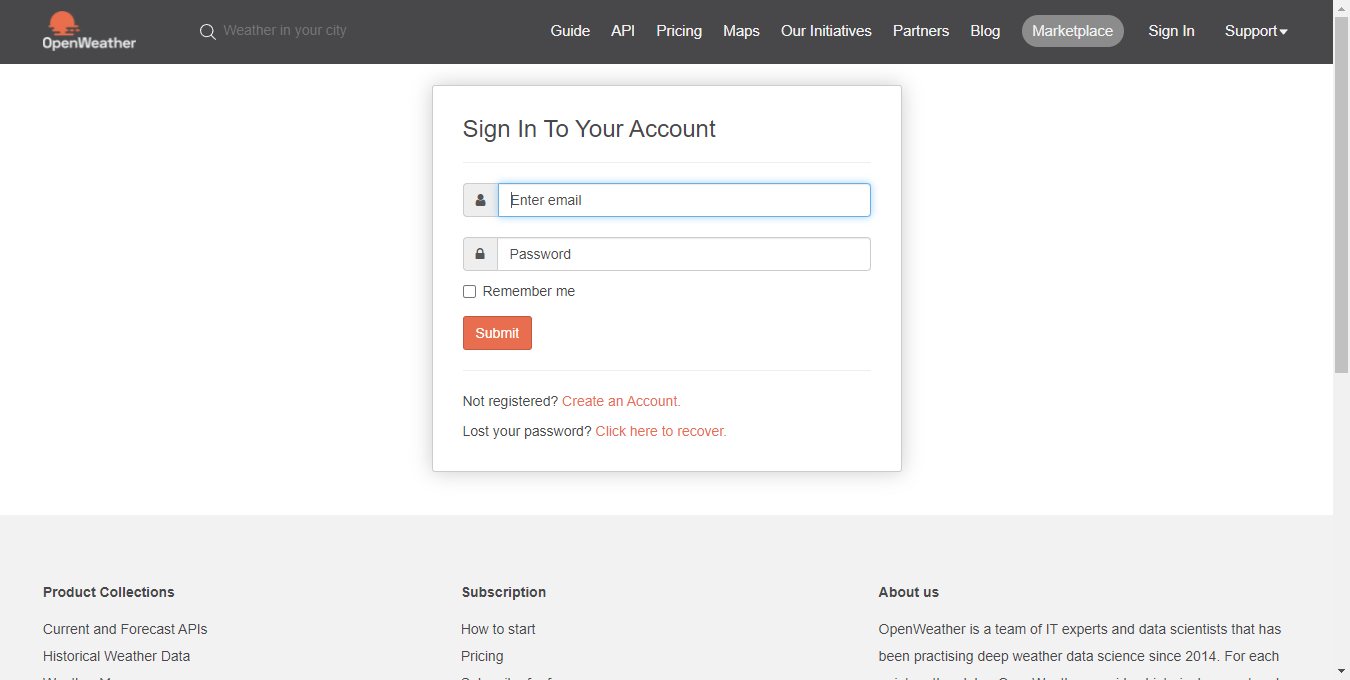 OpenWeather
Weather in your city
Guide API Pricing Maps Our Initiatives Partners Blog Marketplace Sign In Support
Sign In To Your Account
Enter email
Password
Remember me
Submit
Not registered? Create an Account.
Lost your password? Click here to recover.
Product Collections
Current and Forecast APIs
Historical Weather Data
Subscription
How to start
Pricing
About us
OpenWeather is a team of IT experts and data scientists that has
been practising deep weather data science since 2014. For each